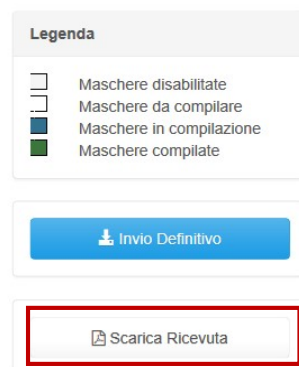 Legenda
Maschere disabilitate
Maschere da compilare
Maschere in compilazione
Maschere compilate
Invio Definitivo
Scarica Ricevuta